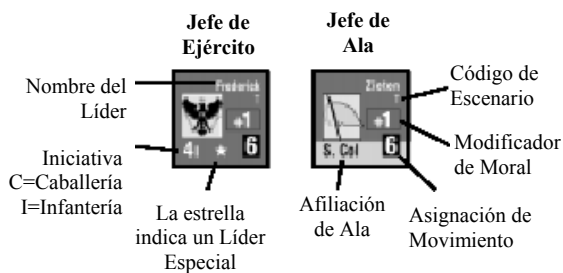 Jefe de
Ejército
Jefe de
Ala
Nombre del
Líder
Iniciativa
C=Caballería
I=Infantería
La estrella
indica un Líder
Especial
Frederick
T
+1
4I
6
Zieten
T
+1
S. Col
6
Afiliación
de Ala
Código de
Escenario
Modificador
de Moral
Asignación de
Movimiento